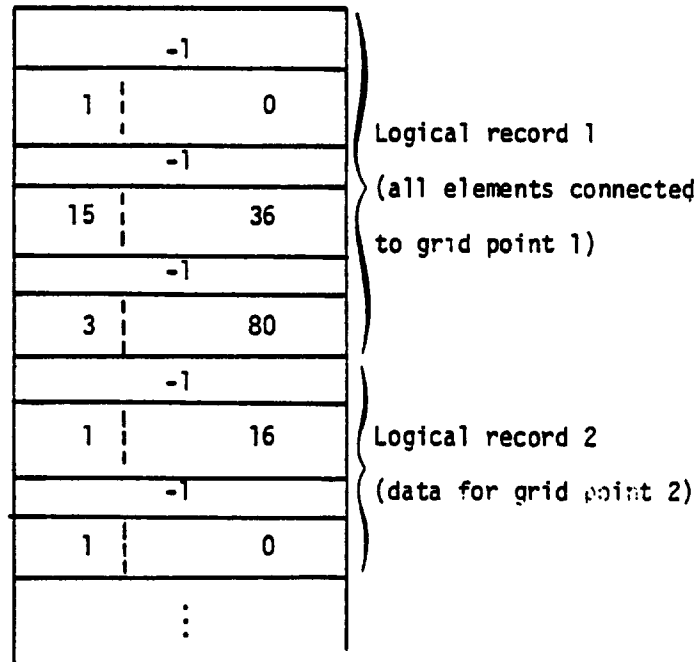 -1
1 0
Logical record 1
-1
(all elements connected
15 36
to grid point 1)
-1
3 80
-1
1 16
Logical record 2
-1
(data for grid point 2)
1 0
⋮